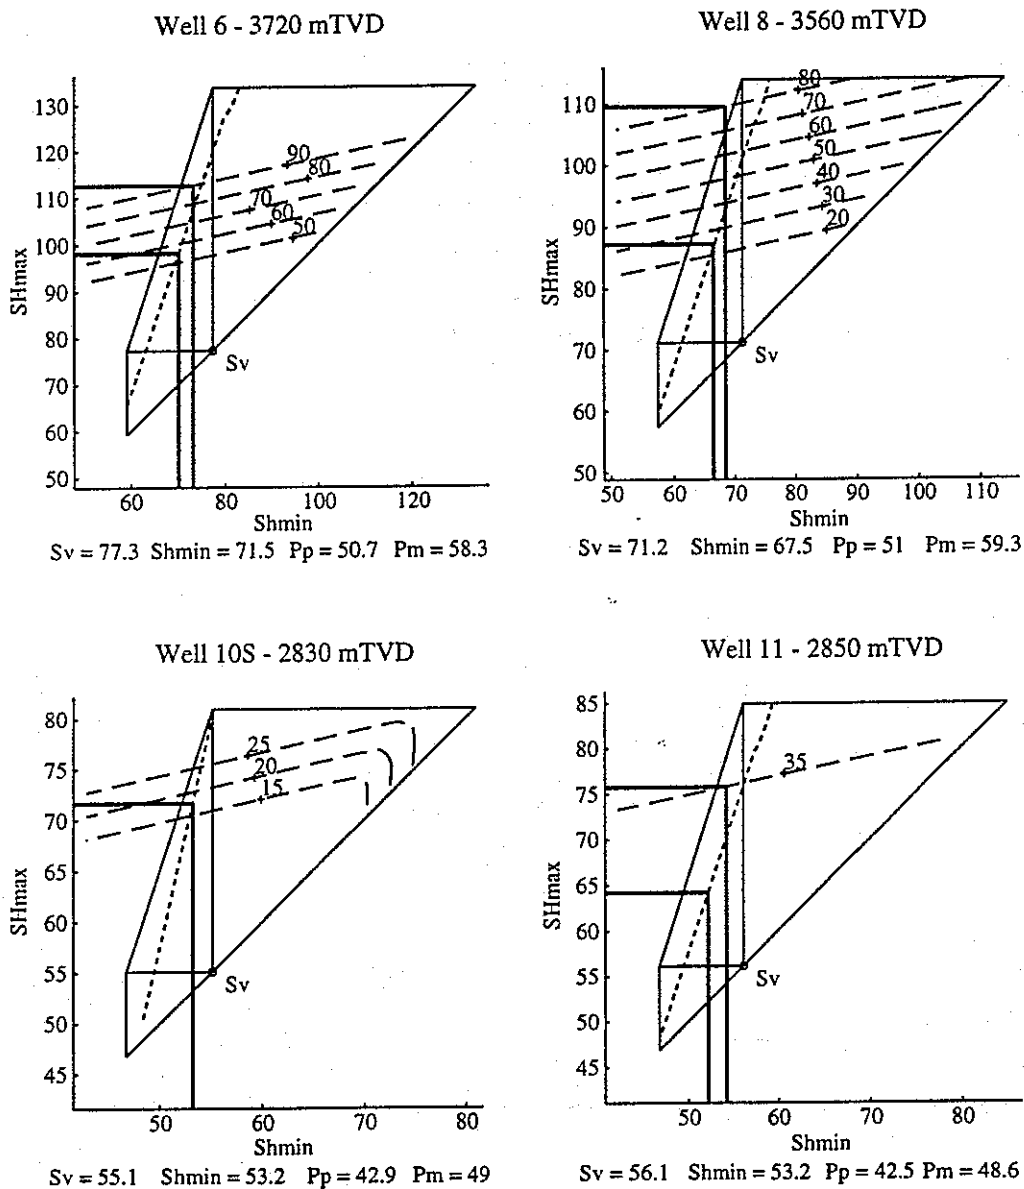 Well 6 - 3720 mTVD
130
120
110
100
90
80
70
60
50
SHmax
90
80
70
60
50
Sv
60 80 100 120
Shmin
Sv = 77.3 Shmin = 71.5 Pp = 50.7 Pm = 58.3
Well 8 - 3560 mTVD
110
100
90
80
70
60
50
SHmax
80
70
60
50
40
30
20
Sv
50 60 70 80 90 100 110
Shmin
Sv = 71.2 Shmin = 67.5 Pp = 51 Pm = 59.3
Well 10S - 2830 mTVD
80
75
70
65
60
55
50
45
SHmax
25
20
15
Sv
50 60 70 80
Shmin
Sv = 55.1 Shmin = 53.2 Pp = 42.9 Pm = 49
Well 11 - 2850 mTVD
85
80
75
70
65
60
55
50
45
SHmax
35
Sv
50 60 70 80
Shmin
Sv = 56.1 Shmin = 53.2 Pp = 42.5 Pm = 48.6